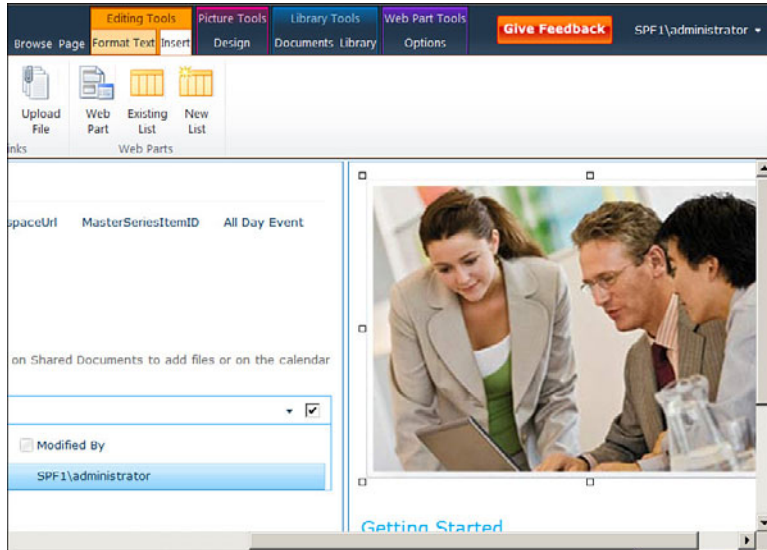 Editing Tools Picture Tools Library Tools Web Part Tools
Browse Page Format Text Insert Design Documents Library Options Give Feedback SPF1\administrator
Upload File Web Part Existing List New List
inks Web Parts
spaceUrl MasterSeriesItemID All Day Event
on Shared Documents to add files or on the calendar
Modified By
SPF1\administrator
Getting Started